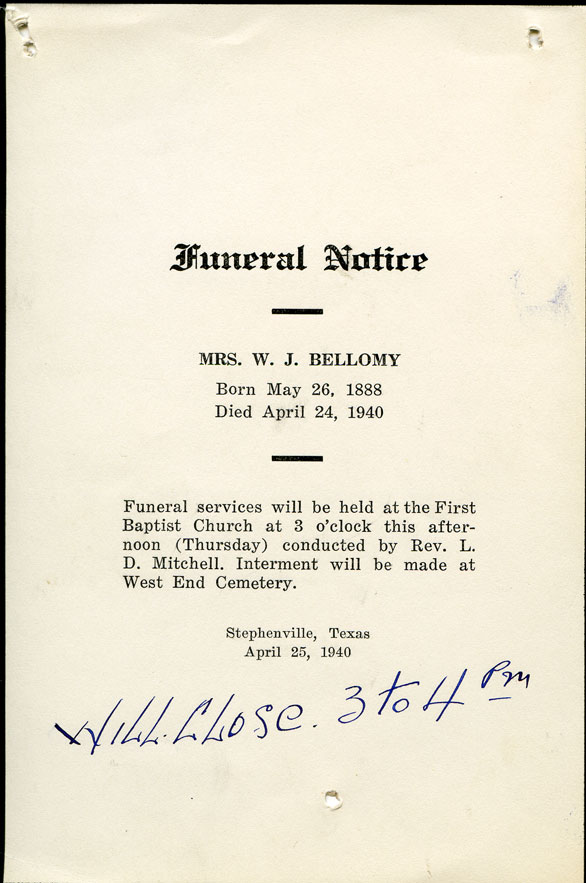 Funeral Notice
MRS. W. J. BELLOMY
Born May 26, 1888
Died April 24, 1940
Funeral services will be held at the First
Baptist Church at 3 o'clock this after-
noon (Thursday) conducted by Rev. L.
D. Mitchell. Interment will be made at
West End Cemetery.
Stephenville, Texas
April 25, 1940
WILL. CLOSE. 3 to 4 Pm